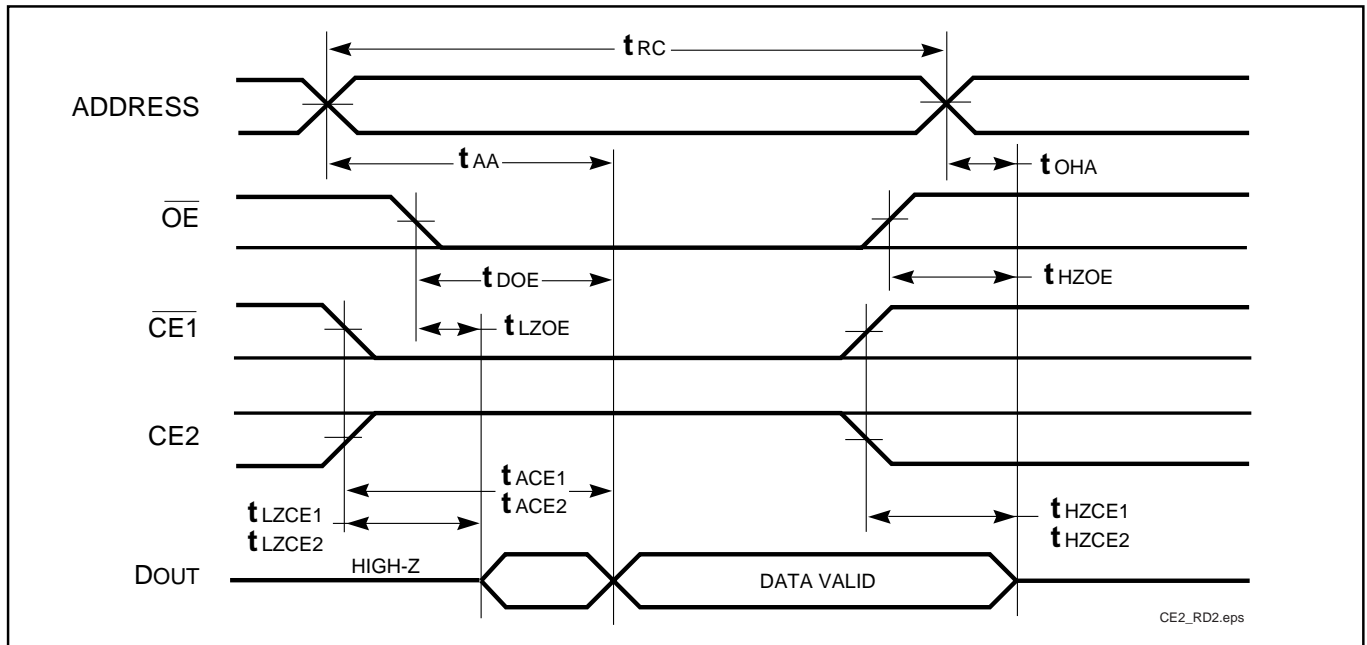 tRC
ADDRESS
tAA
tOHA
OE
tDOE
tHZOE
CE1
tLZOE
CE2
tACE1
tACE2
tLZCE1
tLZCE2
tHZCE1
tHZCE2
DOUT
HIGH-Z
DATA VALID
CE2_RD2.eps